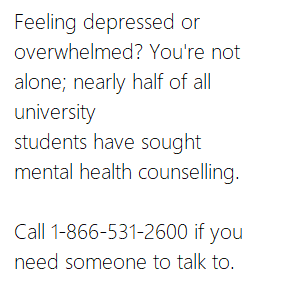 Feeling depressed or
overwhelmed? You're not
alone; nearly half of all
university
students have sought
mental health counselling.
Call 1-866-531-2600 if you
need someone to talk to.